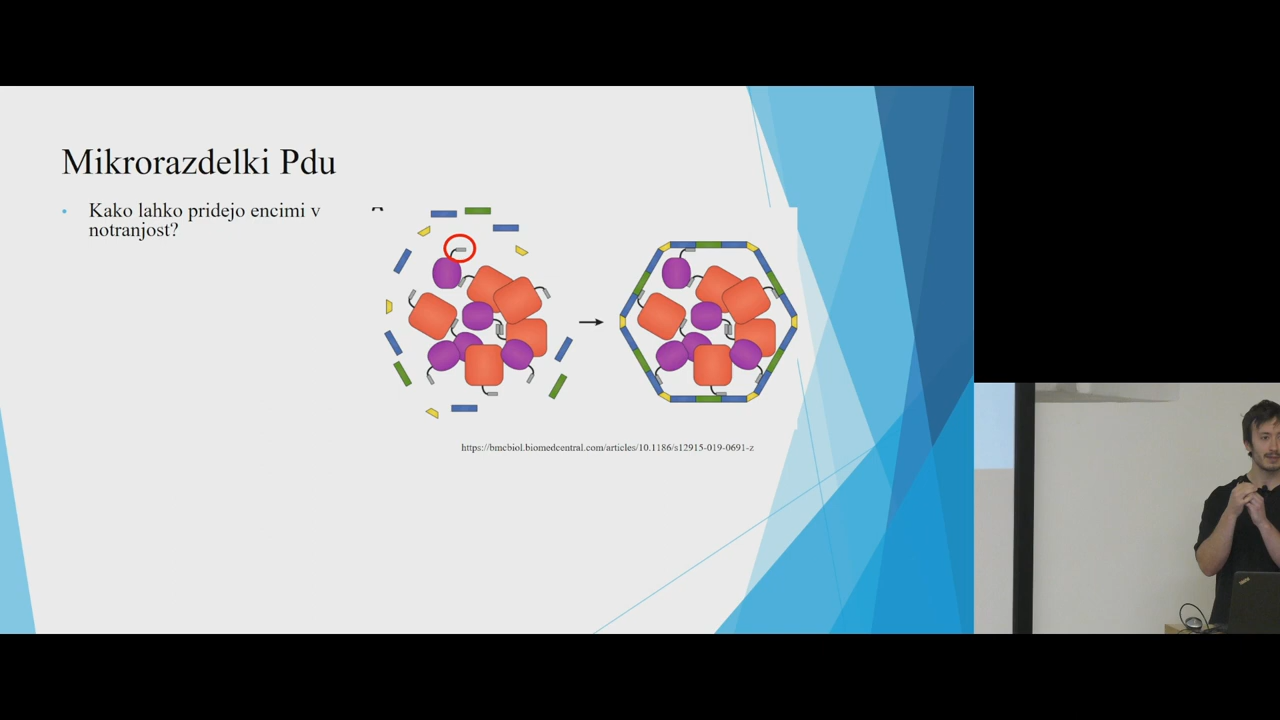 Mikrorazdelki Pdu
• Kako lahko pridejo encimi v
notranjost?
https://bmcbiol.biomedcentral.com/articles/10.1186/s12915-019-0691-z